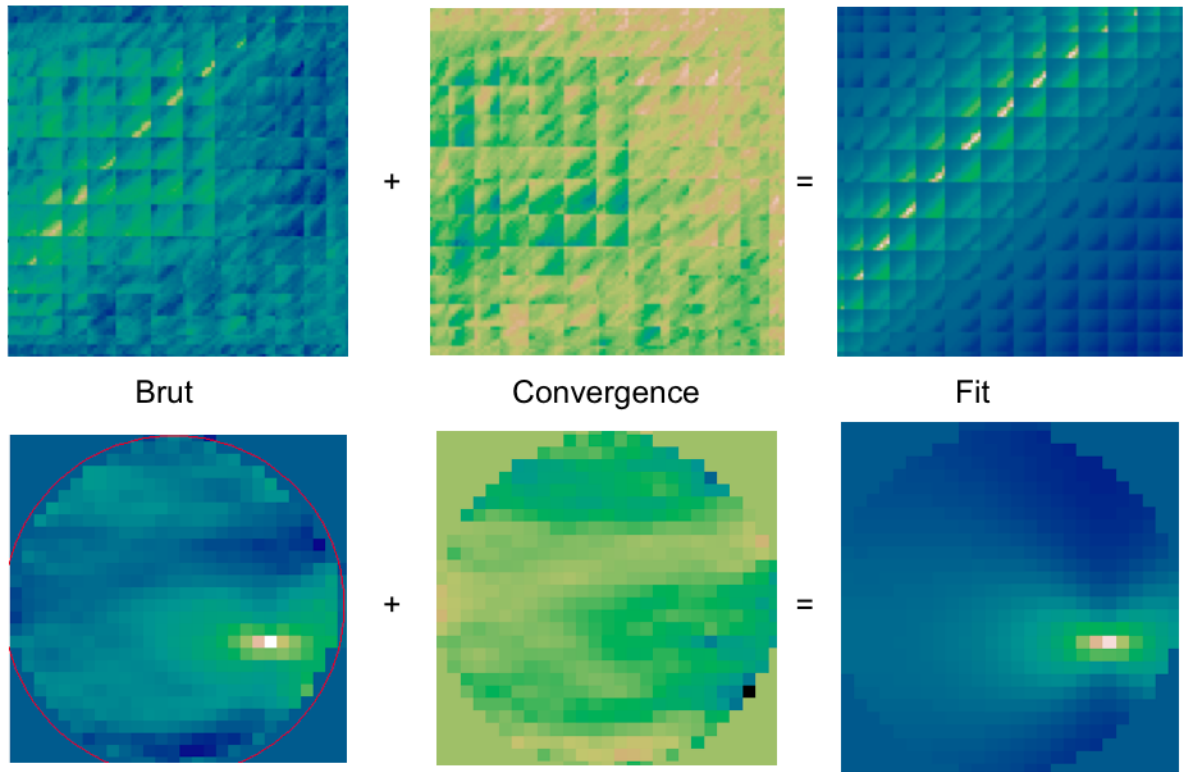 + =
Brut Convergence Fit
+ =